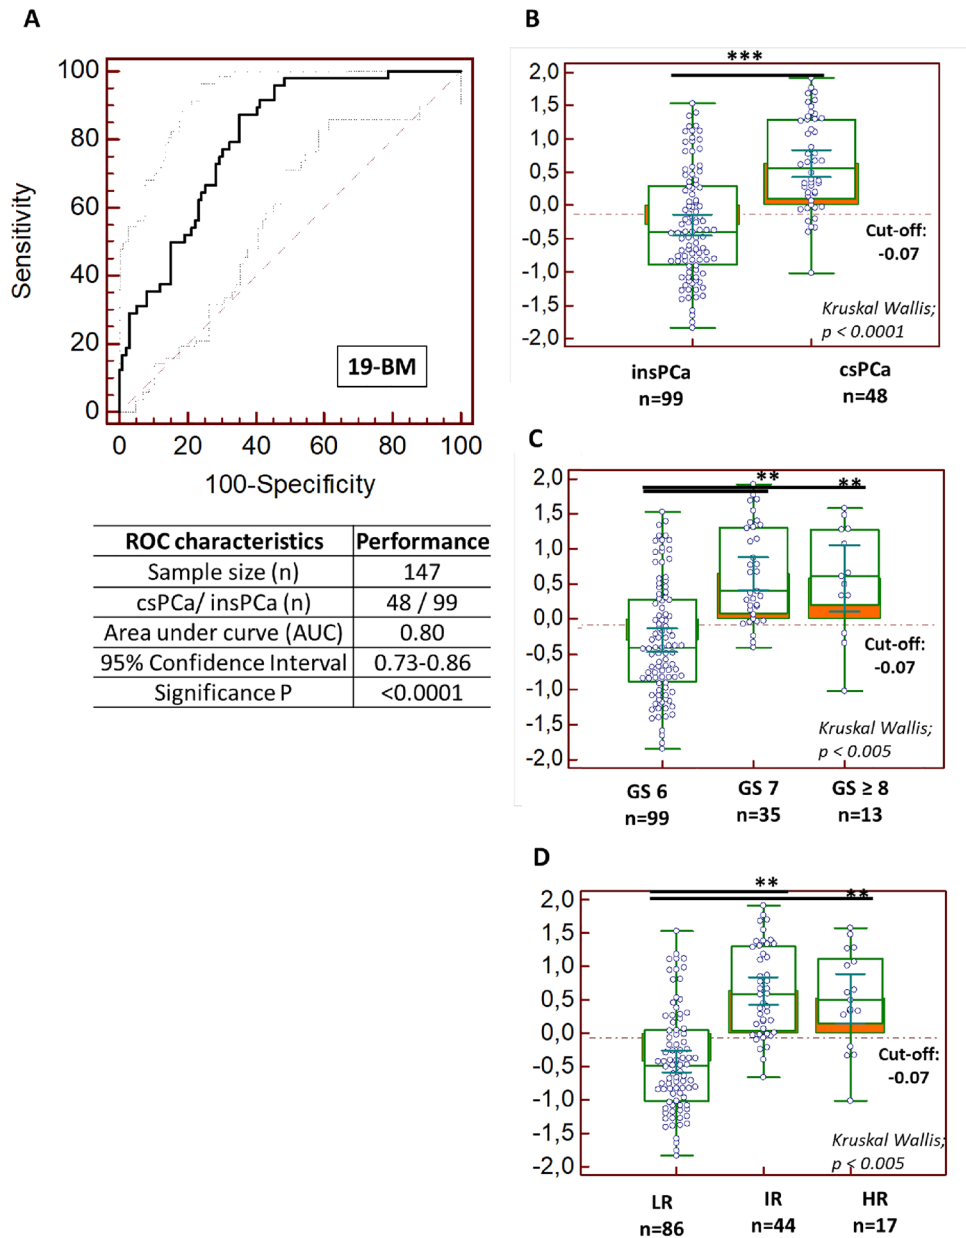 A
100
80
60
40
20
0
Sensitivity
19-BM
0 20 40 60 80 100
100-Specificity
ROC characteristics Performance
Sample size (n) 147
csPCa/ insPCa (n) 48 / 99
Area under curve (AUC) 0.80
95% Confidence Interval 0.73-0.86
Significance P <0.0001
B
***
2,0
1,5
1,0
0,5
0,0
-0,5
-1,0
-1,5
-2,0
Cut-off:
-0.07
Kruskal Wallis;
p < 0.0001
insPCa csPCa
n=99 n=48
C
** **
2,0
1,5
1,0
0,5
0,0
-0,5
-1,0
-1,5
-2,0
Cut-off:
-0.07
Kruskal Wallis;
p < 0.005
GS 6 GS 7 GS ≥ 8
n=99 n=35 n=13
D
** **
2,0
1,5
1,0
0,5
0,0
-0,5
-1,0
-1,5
-2,0
Cut-off:
-0.07
Kruskal Wallis;
p < 0.005
LR IR HR
n=86 n=44 n=17